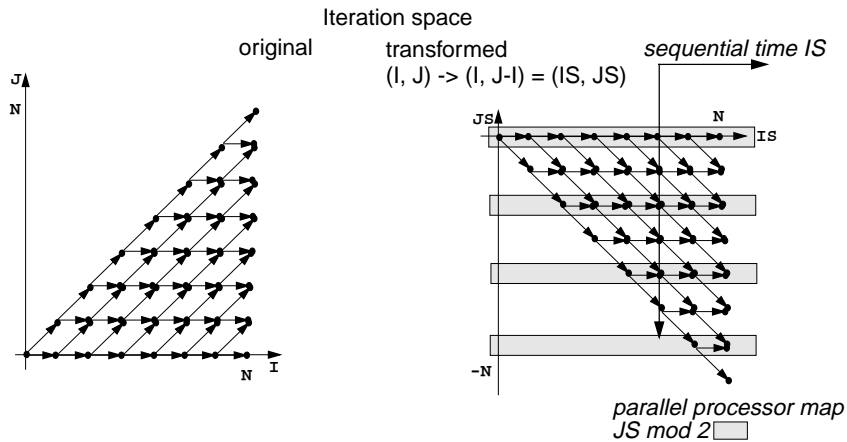 Iteration space
original
transformed
(I, J) -> (I, J-I) = (IS, JS)
sequential time IS
J
N
N
I
JS
N
IS
-N
parallel processor map
JS mod 2